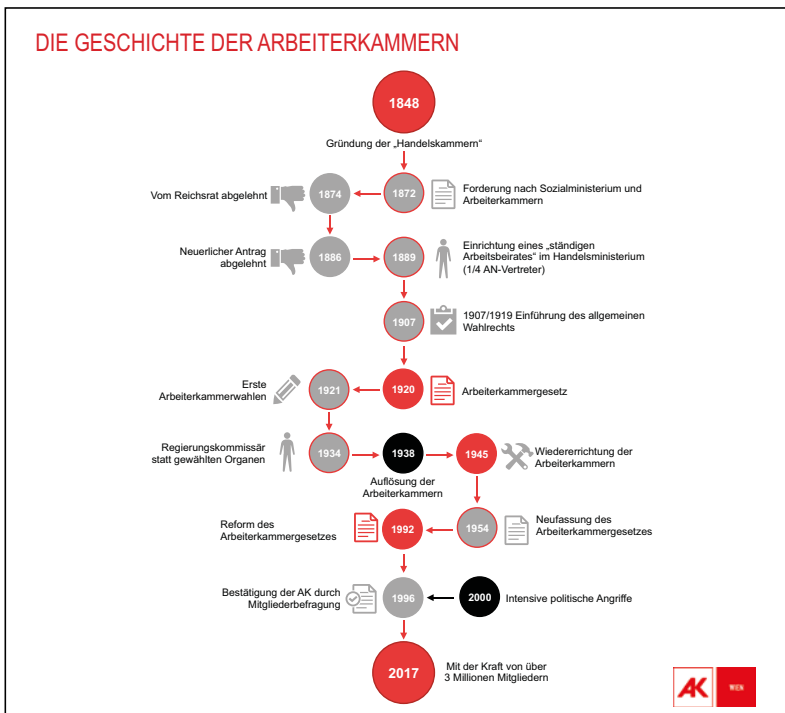 DIE GESCHICHTE DER ARBEITERKAMMERN
1848
Gründung der „Handelskammern“
Vom Reichsrat abgelehnt
1874
1872
Forderung nach Sozialministerium und
Arbeiterkammern
Neuerlicher Antrag
abgelehnt
1886
1889
Einrichtung eines „ständigen
Arbeitsbeirates“ im Handelsministerium
(1/4 AN-Vertreter)
1907
1907/1919 Einführung des allgemeinen
Wahlrechts
Erste
Arbeiterkammerwahlen
1921
1920
Arbeiterkammergesetz
Regierungskommissär
statt gewählten Organen
1934
1938
Auflösung der
Arbeiterkammern
1945
Wiedererrichtung der
Arbeiterkammern
Reform des
Arbeiterkammergesetzes
1992
1954
Neufassung des
Arbeiterkammergesetzes
Bestätigung der AK durch
Mitgliederbefragung
1996
2000
Intensive politische Angriffe
2017
Mit der Kraft von über
3 Millionen Mitgliedern
AK
WIEN